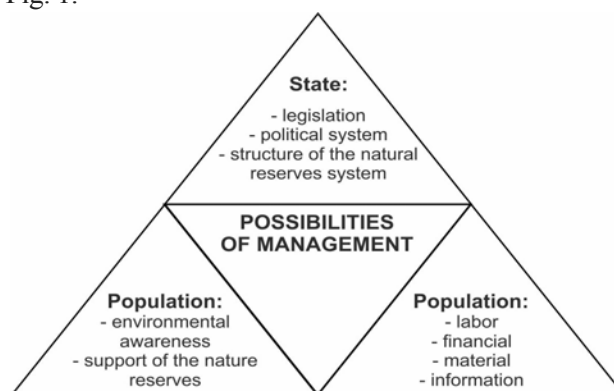 Fig. 1.
State:
- legislation
- political system
- structure of the natural
reserves system
POSSIBILITIES
OF MANAGEMENT
Population:
- environmental
awareness
- support of the nature
reserves
Population:
- labor
- financial
- material
- information